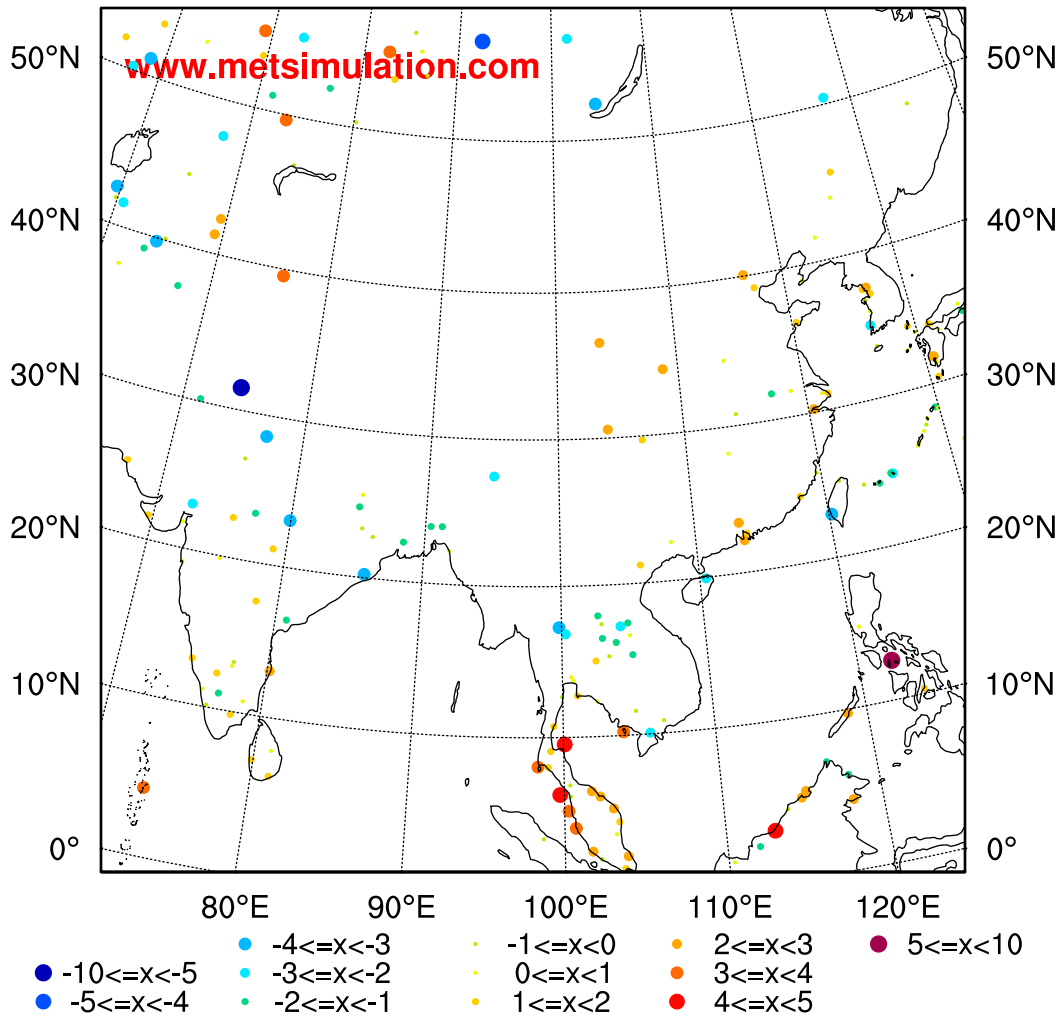 50°N 50°N
www.metsimulation.com
40°N 40°N
30°N 30°N
20°N 20°N
10°N 10°N
0° 0°
80°E 90°E 100°E 110°E 120°E
-4<=x<-3 -1<=x<0 2<=x<3 5<=x<10
-10<=x<-5 -3<=x<-2 0<=x<1 3<=x<4
-5<=x<-4 -2<=x<-1 1<=x<2 4<=x<5